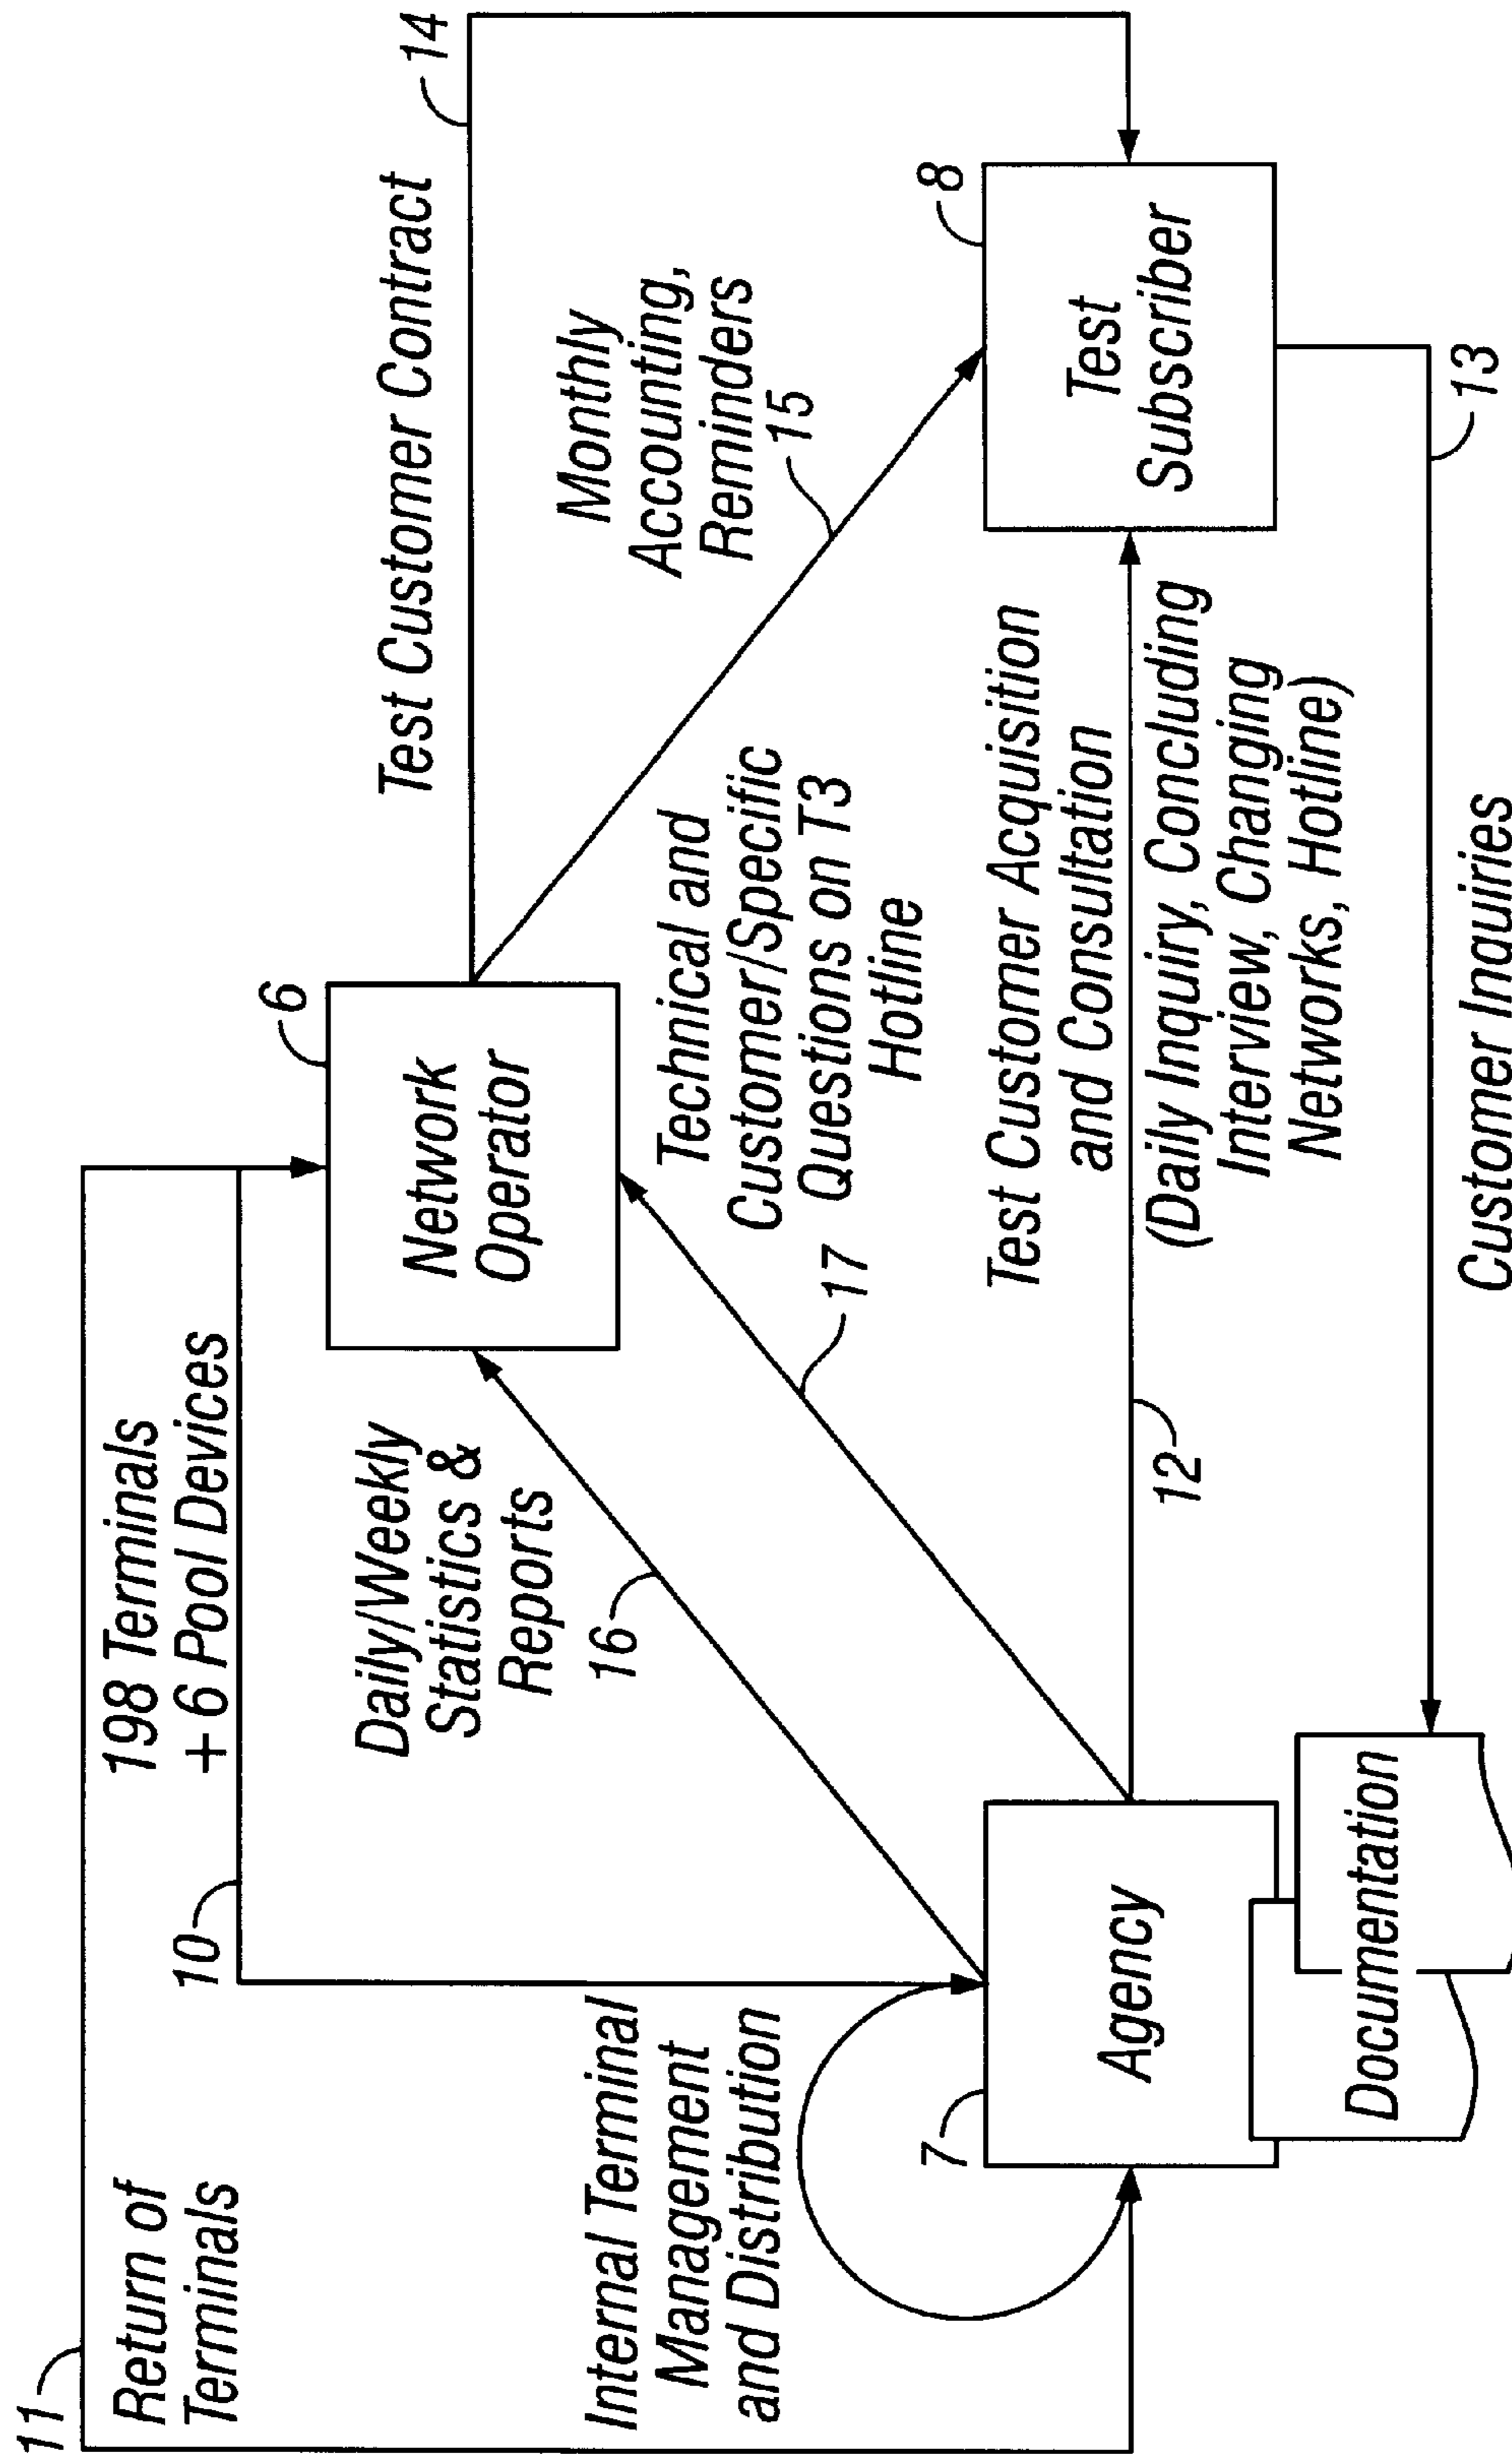 11
Return of
Terminals
198 Terminals
+ 6 Pool Devices
10
Test Customer Contract
14
6
Network
Operator
Daily/Weekly
Statistics &
Reports
16
Monthly
Accounting,
Reminders
15
Internal Terminal
Management
and Distribution
Technical and
Customer/Specific
Questions on T3
Hotline
17
7
Agency
8
Test
Subscriber
Test Customer Acquisition
and Consultation
(Daily Inquiry, Concluding
Interview, Changing
Networks, Hotline)
12
Documentation
13
Customer Inquiries